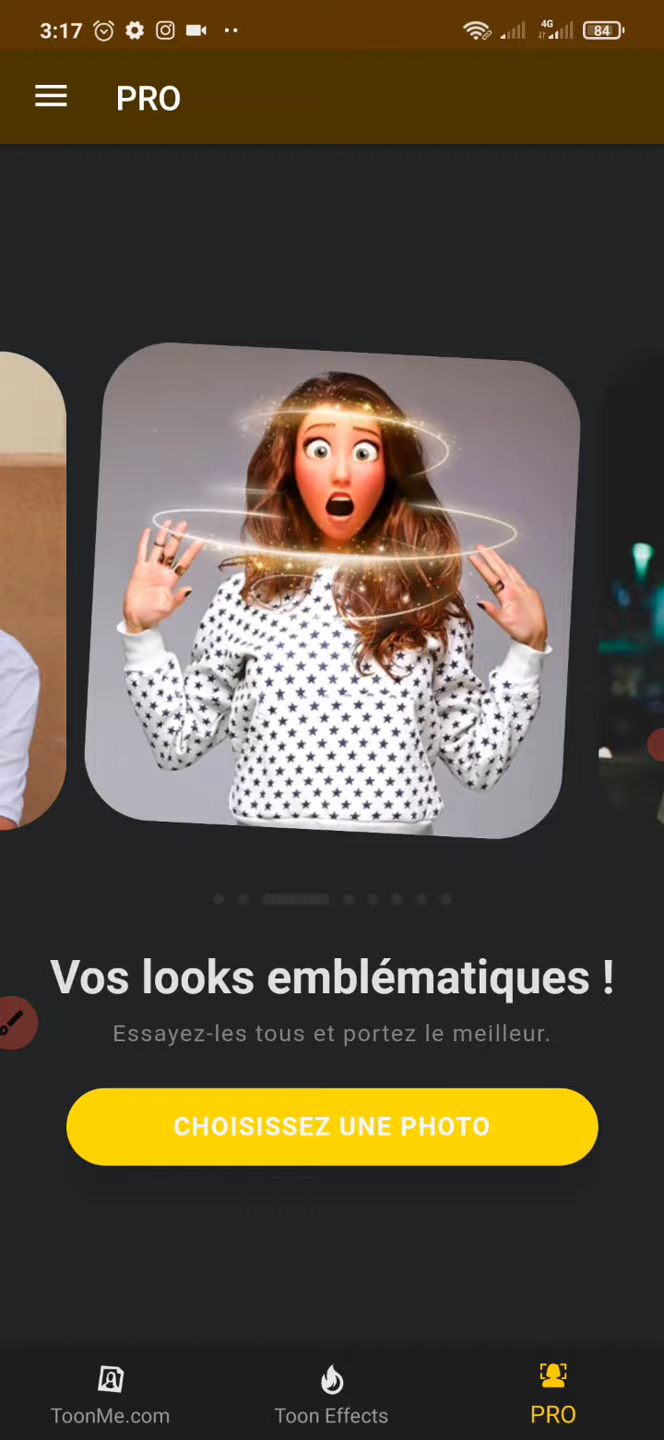 3:17 4G 84
PRO
Vos looks emblématiques !
Essayez-les tous et portez le meilleur.
CHOISISSEZ UNE PHOTO
ToonMe.com Toon Effects PRO